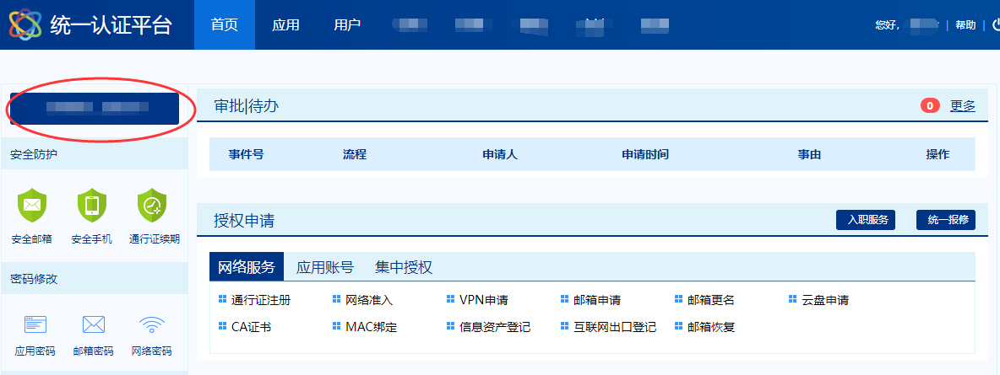 统一认证平台 首页 应用 用户 您好, | 帮助 |
审批|待办 0 更多
事件号 流程 申请人 申请时间 事由 操作
安全防护
安全邮箱 安全手机 通行证续期
密码修改
应用密码 邮箱密码 网络密码
授权申请 入职服务 统一报修
网络服务 应用账号 集中授权
通行证注册 网络准入 VPN申请 邮箱申请 邮箱更名 云盘申请
CA证书 MAC绑定 信息资产登记 互联网出口登记 邮箱恢复